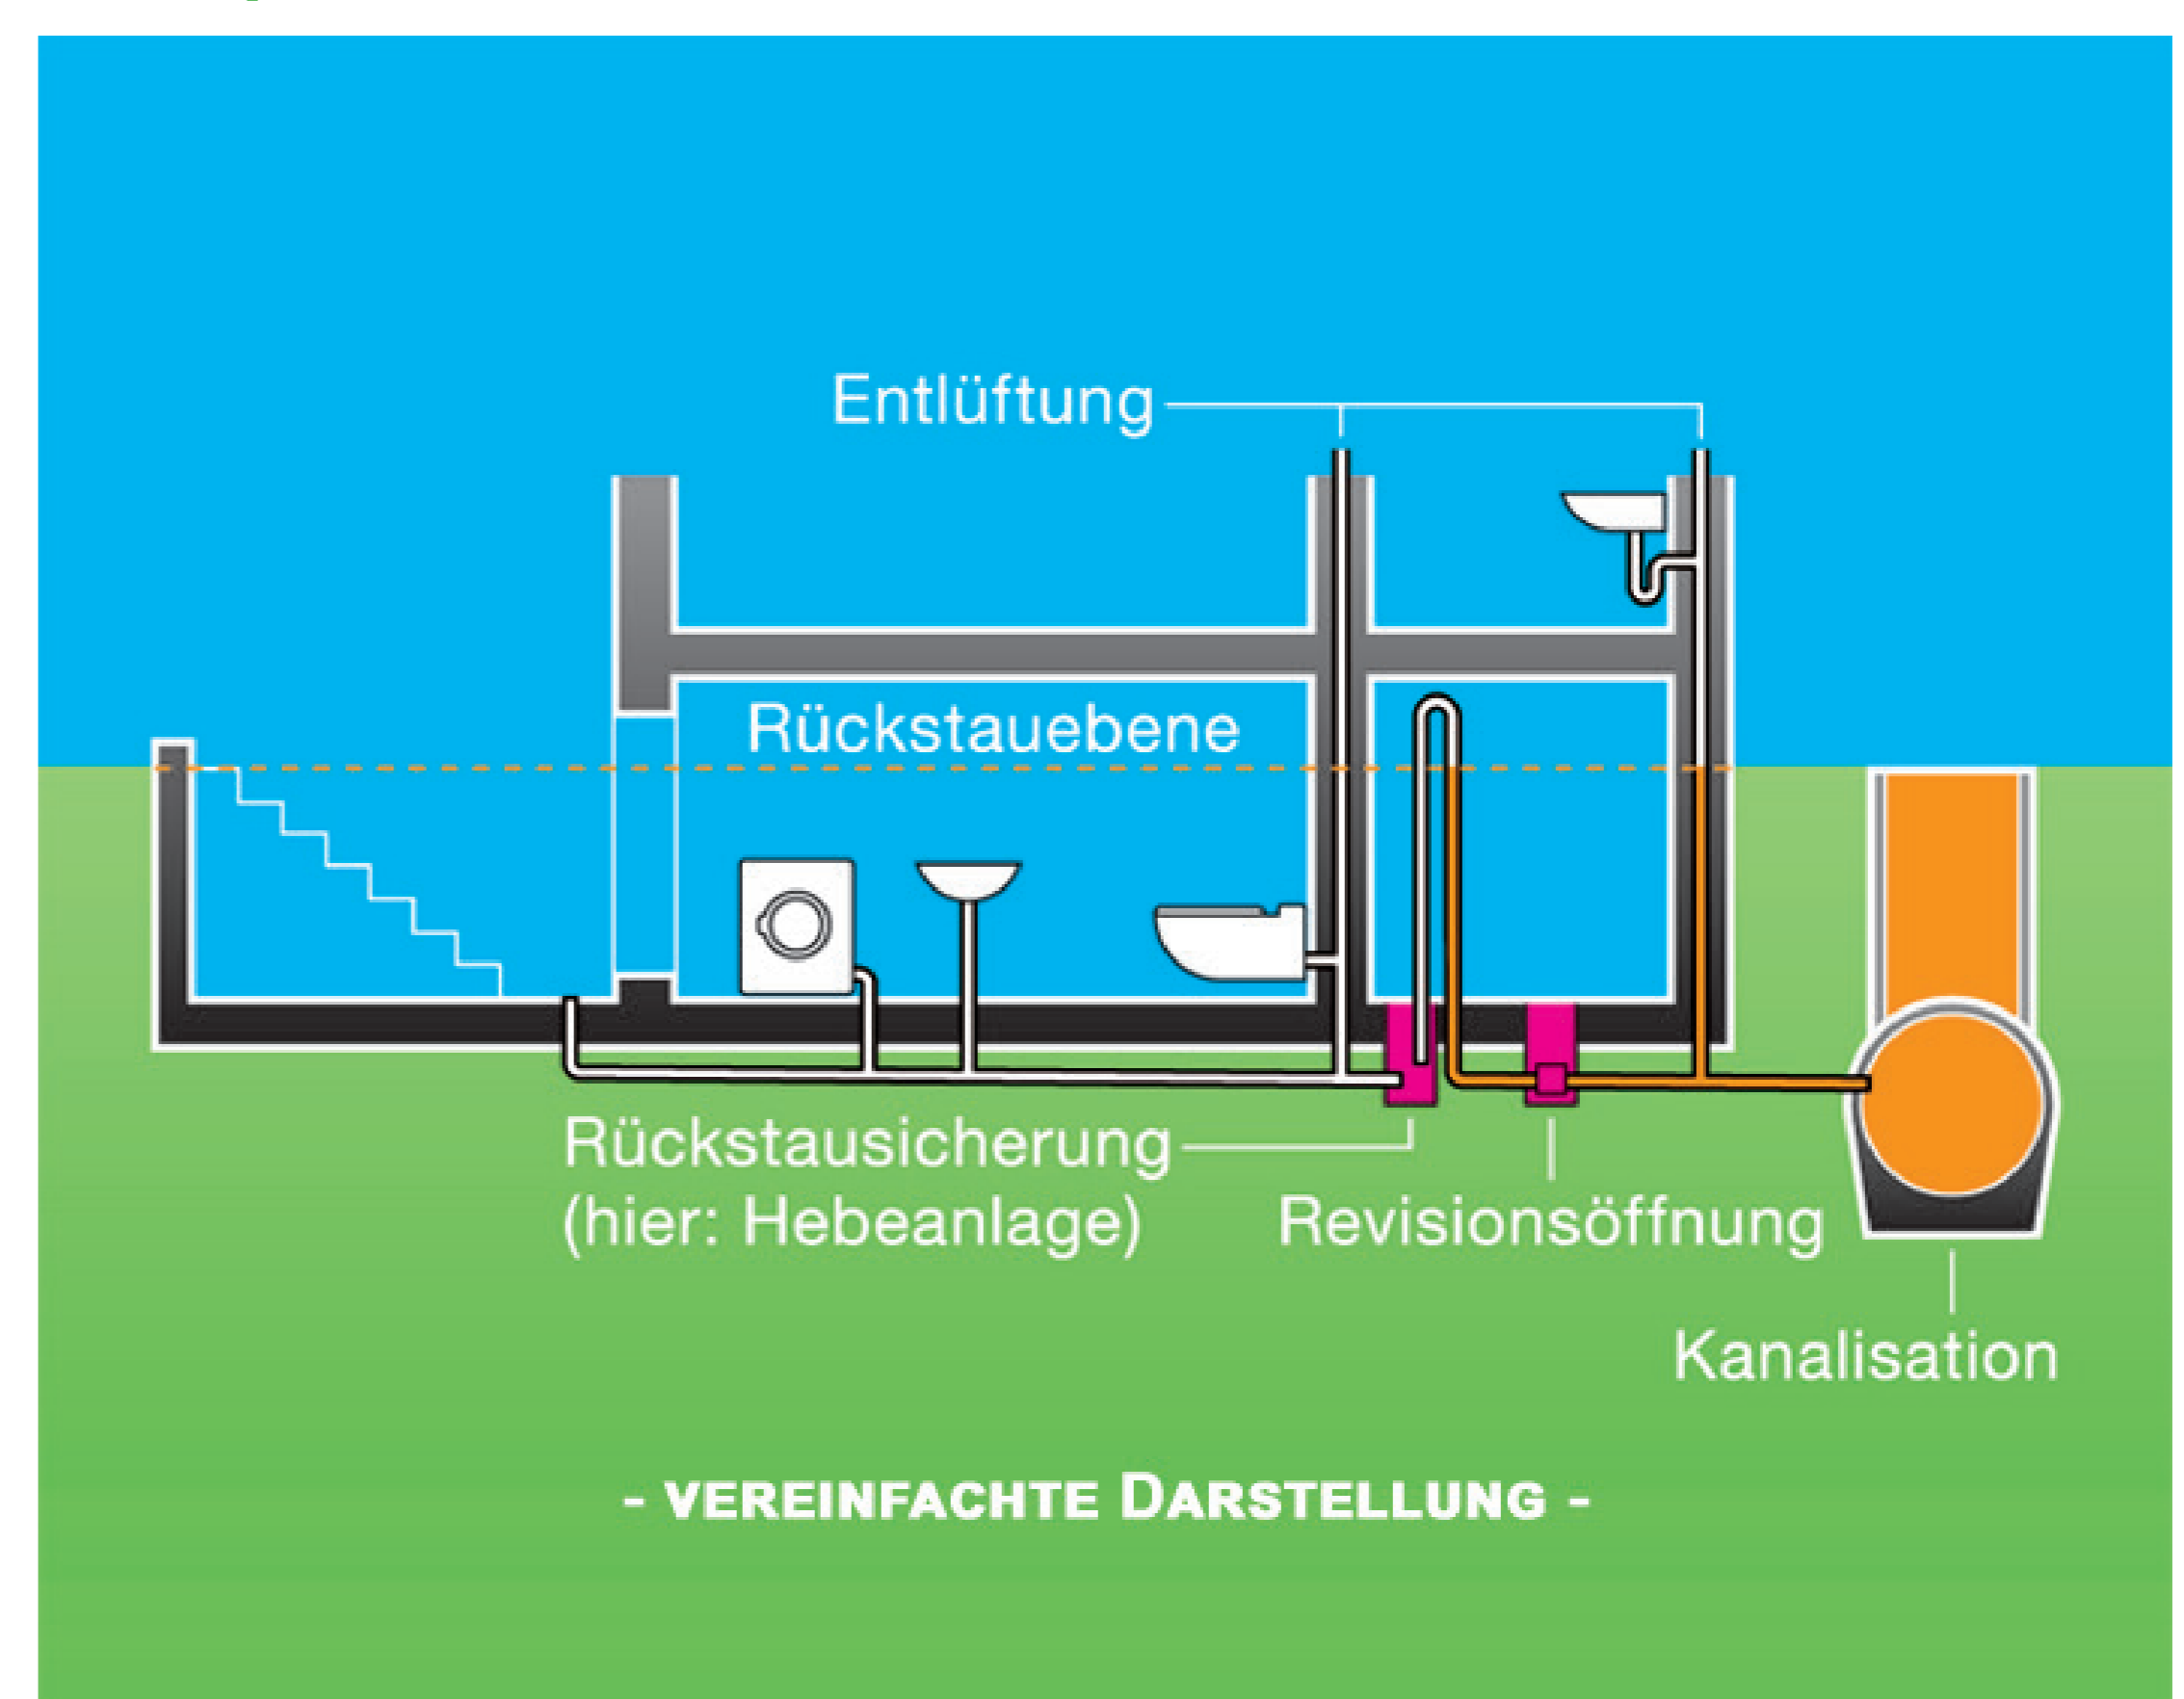 Entlüftung
Rückstauebene
Rückstausicherung
(hier: Hebeanlage)
Revisionsöffnung
Kanalisation
- VEREINFACHTE DARSTELLUNG -